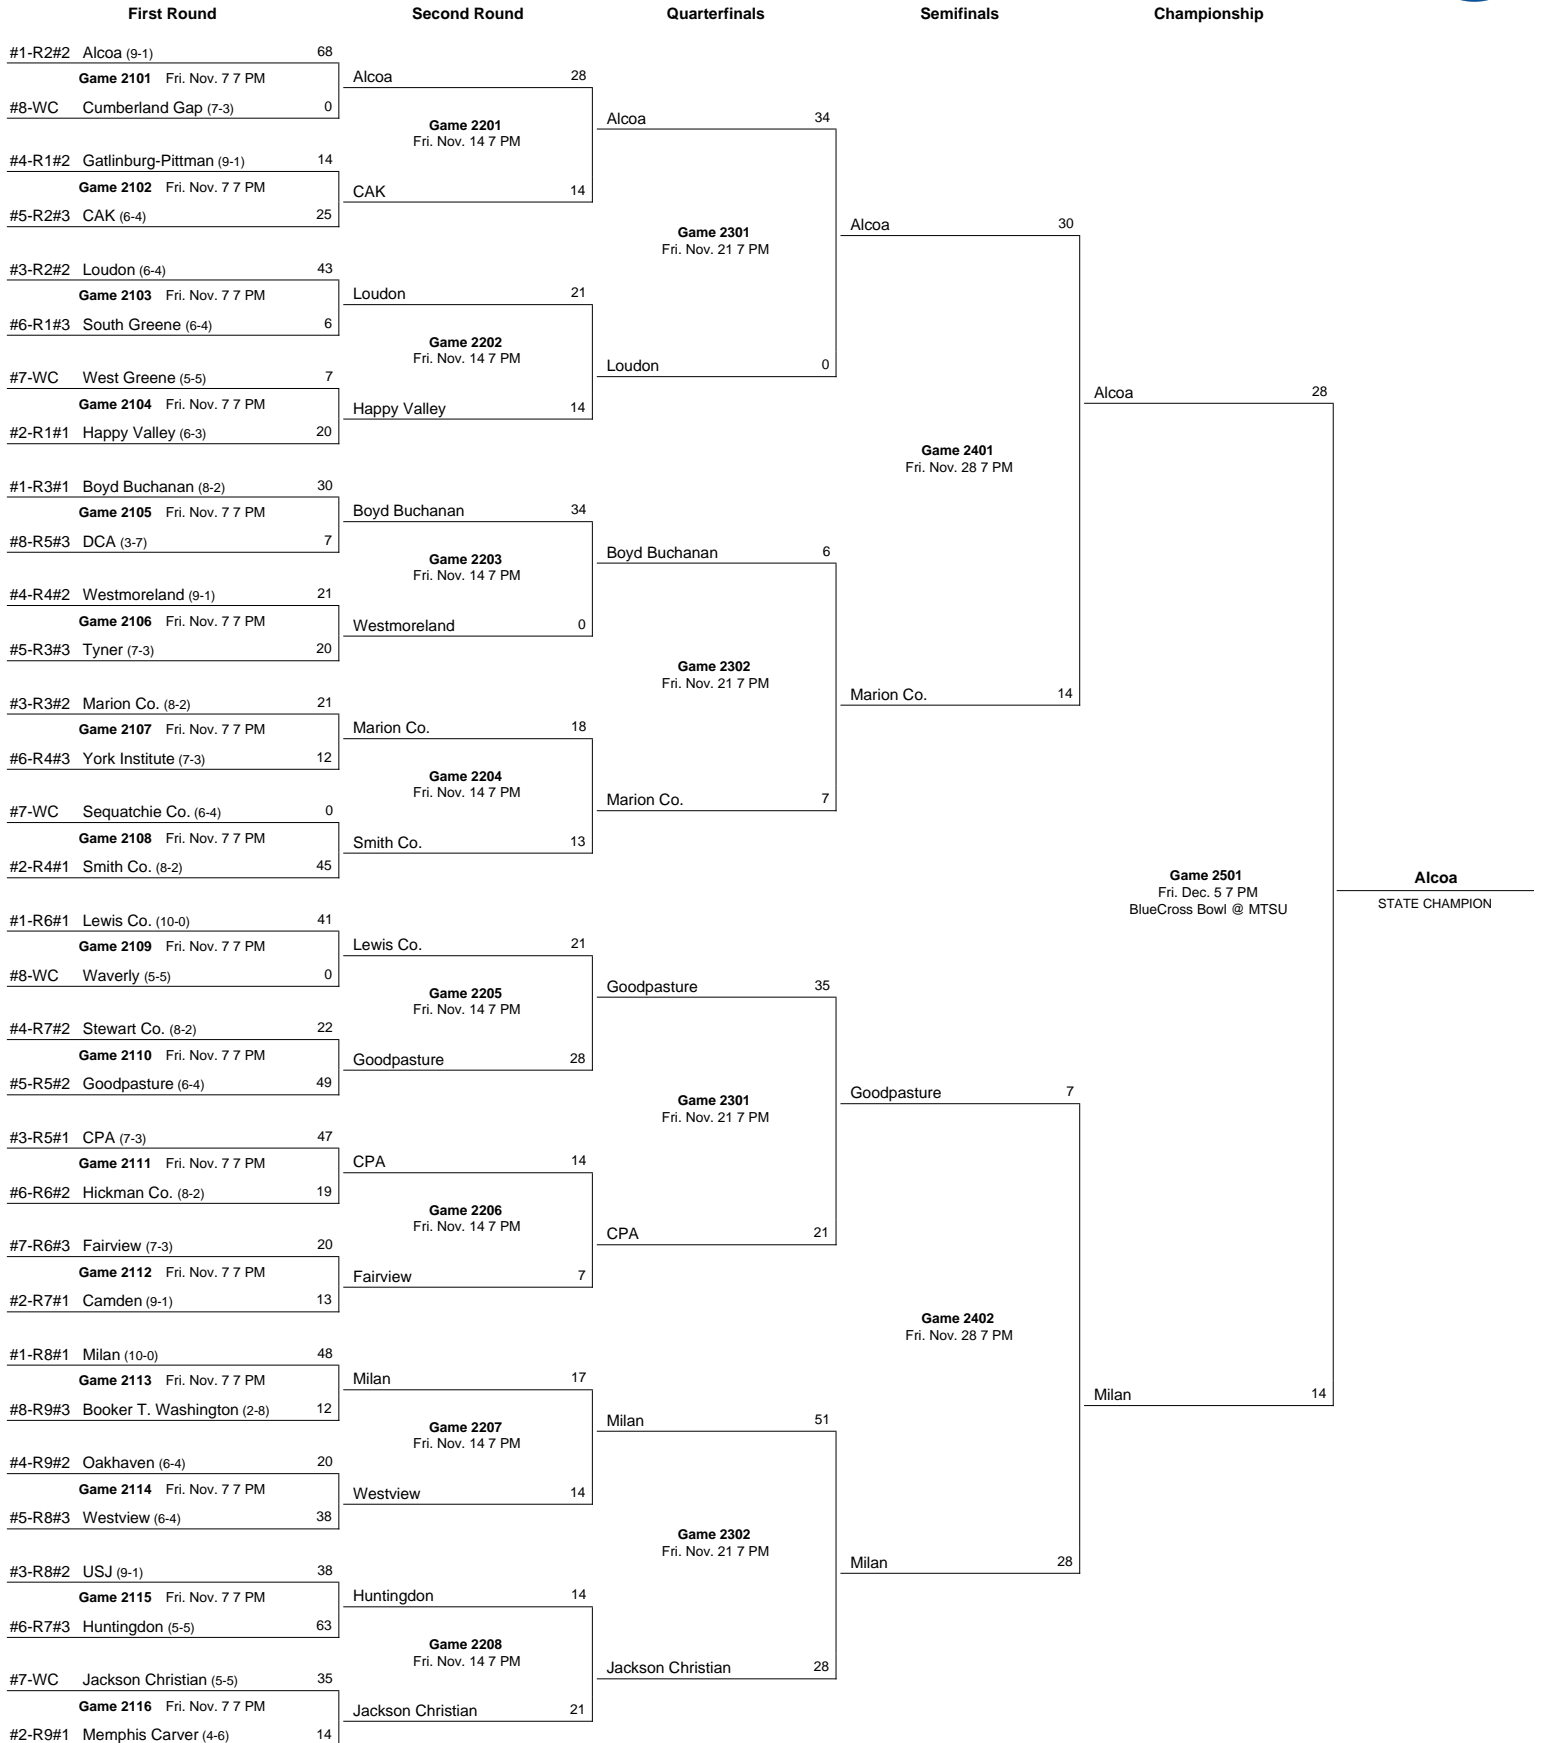 First Round Second Round Quarterfinals Semifinals Championship
#1-R2#2 Alcoa (9-1) 68
Game 2101 Fri. Nov. 7 7 PM
#8-WC Cumberland Gap (7-3) 0
#4-R1#2 Gatlinburg-Pittman (9-1) 14
Game 2102 Fri. Nov. 7 7 PM
#5-R2#3 CAK (6-4) 25
#3-R2#2 Loudon (6-4) 43
Game 2103 Fri. Nov. 7 7 PM
#6-R1#3 South Greene (6-4) 6
#7-WC West Greene (5-5) 7
Game 2104 Fri. Nov. 7 7 PM
#2-R1#1 Happy Valley (6-3) 20
#1-R3#1 Boyd Buchanan (8-2) 30
Game 2105 Fri. Nov. 7 7 PM
#8-R5#3 DCA (3-7) 7
#4-R4#2 Westmoreland (9-1) 21
Game 2106 Fri. Nov. 7 7 PM
#5-R3#3 Tyner (7-3) 20
#3-R3#2 Marion Co. (8-2) 21
Game 2107 Fri. Nov. 7 7 PM
#6-R4#3 York Institute (7-3) 12
#7-WC Sequatchie Co. (6-4) 0
Game 2108 Fri. Nov. 7 7 PM
#2-R4#1 Smith Co. (8-2) 45
#1-R6#1 Lewis Co. (10-0) 41
Game 2109 Fri. Nov. 7 7 PM
#8-WC Waverly (5-5) 0
#4-R7#2 Stewart Co. (8-2) 22
Game 2110 Fri. Nov. 7 7 PM
#5-R5#2 Goodpasture (6-4) 49
#3-R5#1 CPA (7-3) 47
Game 2111 Fri. Nov. 7 7 PM
#6-R6#2 Hickman Co. (8-2) 19
#7-R6#3 Fairview (7-3) 20
Game 2112 Fri. Nov. 7 7 PM
#2-R7#1 Camden (9-1) 13
#1-R8#1 Milan (10-0) 48
Game 2113 Fri. Nov. 7 7 PM
#8-R9#3 Booker T. Washington (2-8) 12
#4-R9#2 Oakhaven (6-4) 20
Game 2114 Fri. Nov. 7 7 PM
#5-R8#3 Westview (6-4) 38
#3-R8#2 USJ (9-1) 38
Game 2115 Fri. Nov. 7 7 PM
#6-R7#3 Huntingdon (5-5) 63
#7-WC Jackson Christian (5-5) 35
Game 2116 Fri. Nov. 7 7 PM
#2-R9#1 Memphis Carver (4-6) 14
Alcoa 28
Game 2201
Fri. Nov. 14 7 PM
CAK 14
Loudon 21
Game 2202
Fri. Nov. 14 7 PM
Happy Valley 14
Boyd Buchanan 34
Game 2203
Fri. Nov. 14 7 PM
Westmoreland 0
Marion Co. 18
Game 2204
Fri. Nov. 14 7 PM
Smith Co. 13
Lewis Co. 21
Game 2205
Fri. Nov. 14 7 PM
Goodpasture 28
CPA 14
Game 2206
Fri. Nov. 14 7 PM
Fairview 7
Milan 17
Game 2207
Fri. Nov. 14 7 PM
Westview 14
Huntingdon 14
Game 2208
Fri. Nov. 14 7 PM
Jackson Christian 21
Alcoa 34
Game 2301
Fri. Nov. 21 7 PM
Loudon 0
Boyd Buchanan 6
Game 2302
Fri. Nov. 21 7 PM
Marion Co. 7
Goodpasture 35
Game 2301
Fri. Nov. 21 7 PM
CPA 21
Milan 51
Game 2302
Fri. Nov. 21 7 PM
Jackson Christian 28
Alcoa 30
Game 2401
Fri. Nov. 28 7 PM
Marion Co. 14
Goodpasture 7
Game 2402
Fri. Nov. 28 7 PM
Milan 28
Alcoa 28
Game 2501
Fri. Dec. 5 7 PM
BlueCross Bowl @ MTSU
Milan 14
Alcoa
STATE CHAMPION